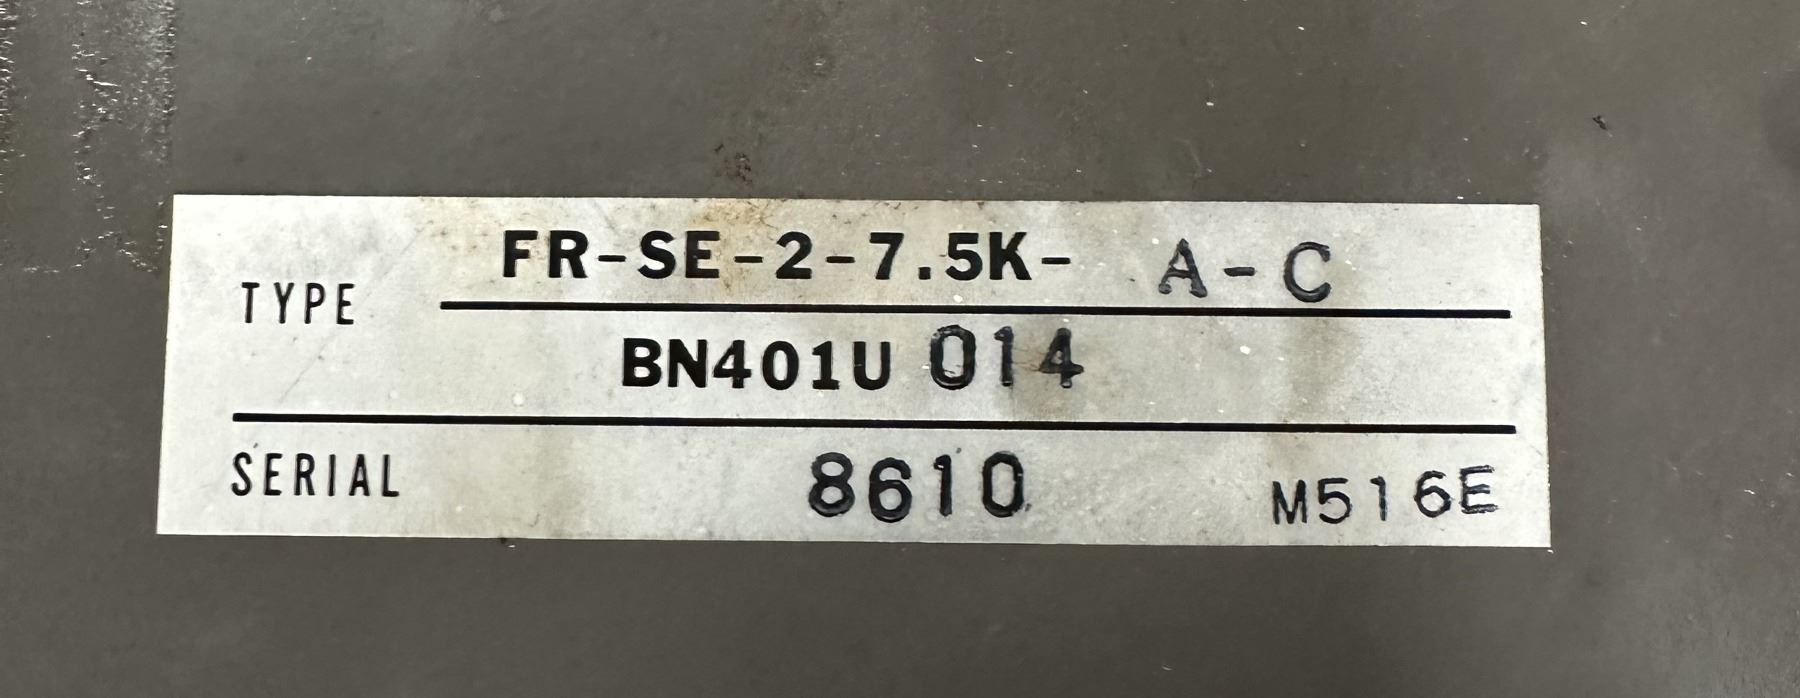 TYPE FR-SE-2-7.5K- A-C
BN401U 014
SERIAL 8610 M516E